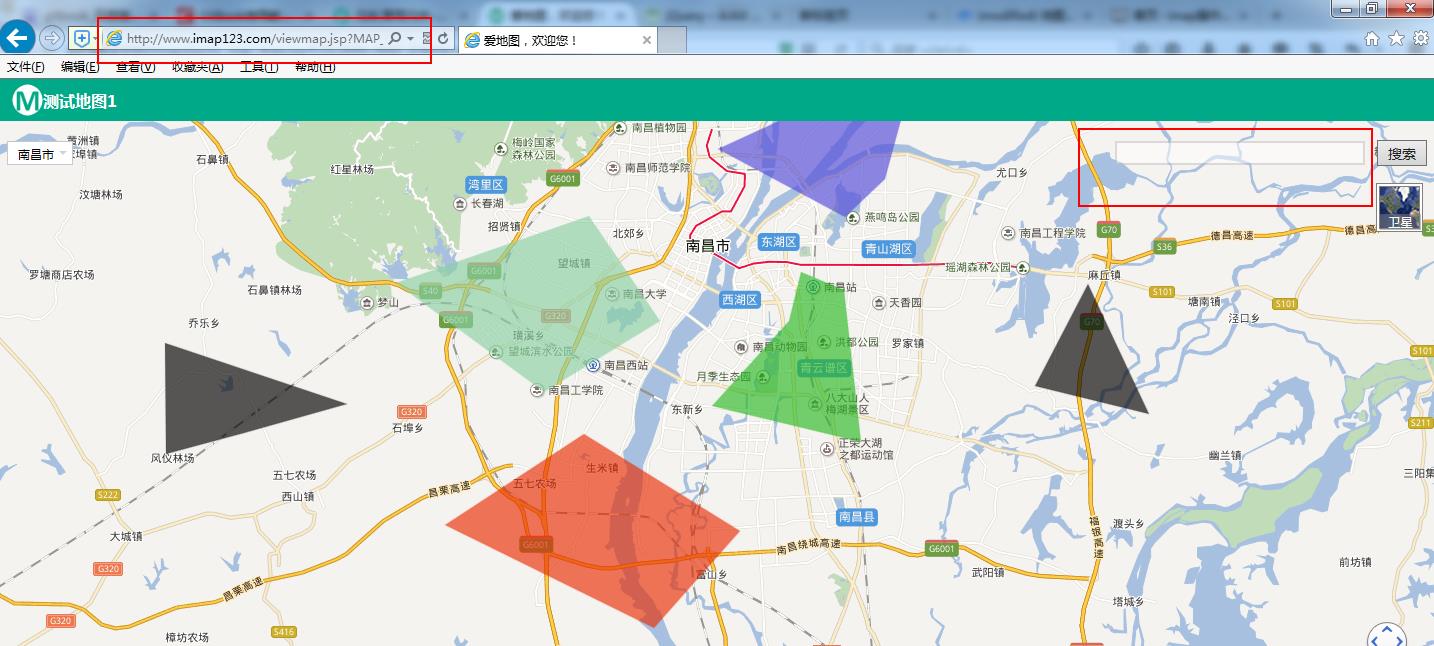 http://www.imap123.com/viewmap.jsp?MAP_
爱地图，欢迎您！
文件(F) 编辑(E) 查看(V) 收藏夹(A) 工具(T) 帮助(H)
M测试地图1
南昌市
搜索
卫星
南昌植物园
梅岭国家
森林公园
石鼻镇
红星林场
南昌师范学院
湾里区
G6001
尤口乡
汶塘林场
长春湖
招贤镇
北郊乡
燕鸣岛公园
南昌工程学院
G70
德昌高速
S36
南昌市
东湖区
青山湖区
罗塘商店农场
石鼻镇林场
望城镇
G6001
瑶湖森林公园
麻丘镇
S40
南昌大学
南昌站
S101
梦山
西湖区
天香园
塘南镇
S101
乔乐乡
G6001
G320
G70
泾口乡
璜溪乡
望城滨水公园
南昌动物园
洪都公园
罗家镇
S101
南昌西站
青云谱区
月季生态园
南昌工学院
八大山人
梅湖景区
G320
东新乡
石埠乡
S211
正荣大湖
之都运动馆
风仪林场
幽兰镇
五七农场
生米镇
三阳集
昌栗高速
五七农场
S222
西山镇
南昌县
渡头乡
福银高速
大城镇
G6001
南昌绕城高速
G6001
前坊镇
G320
富山乡
武阳镇
昌栗高速
塔城乡
G320
S416
樟坊农场